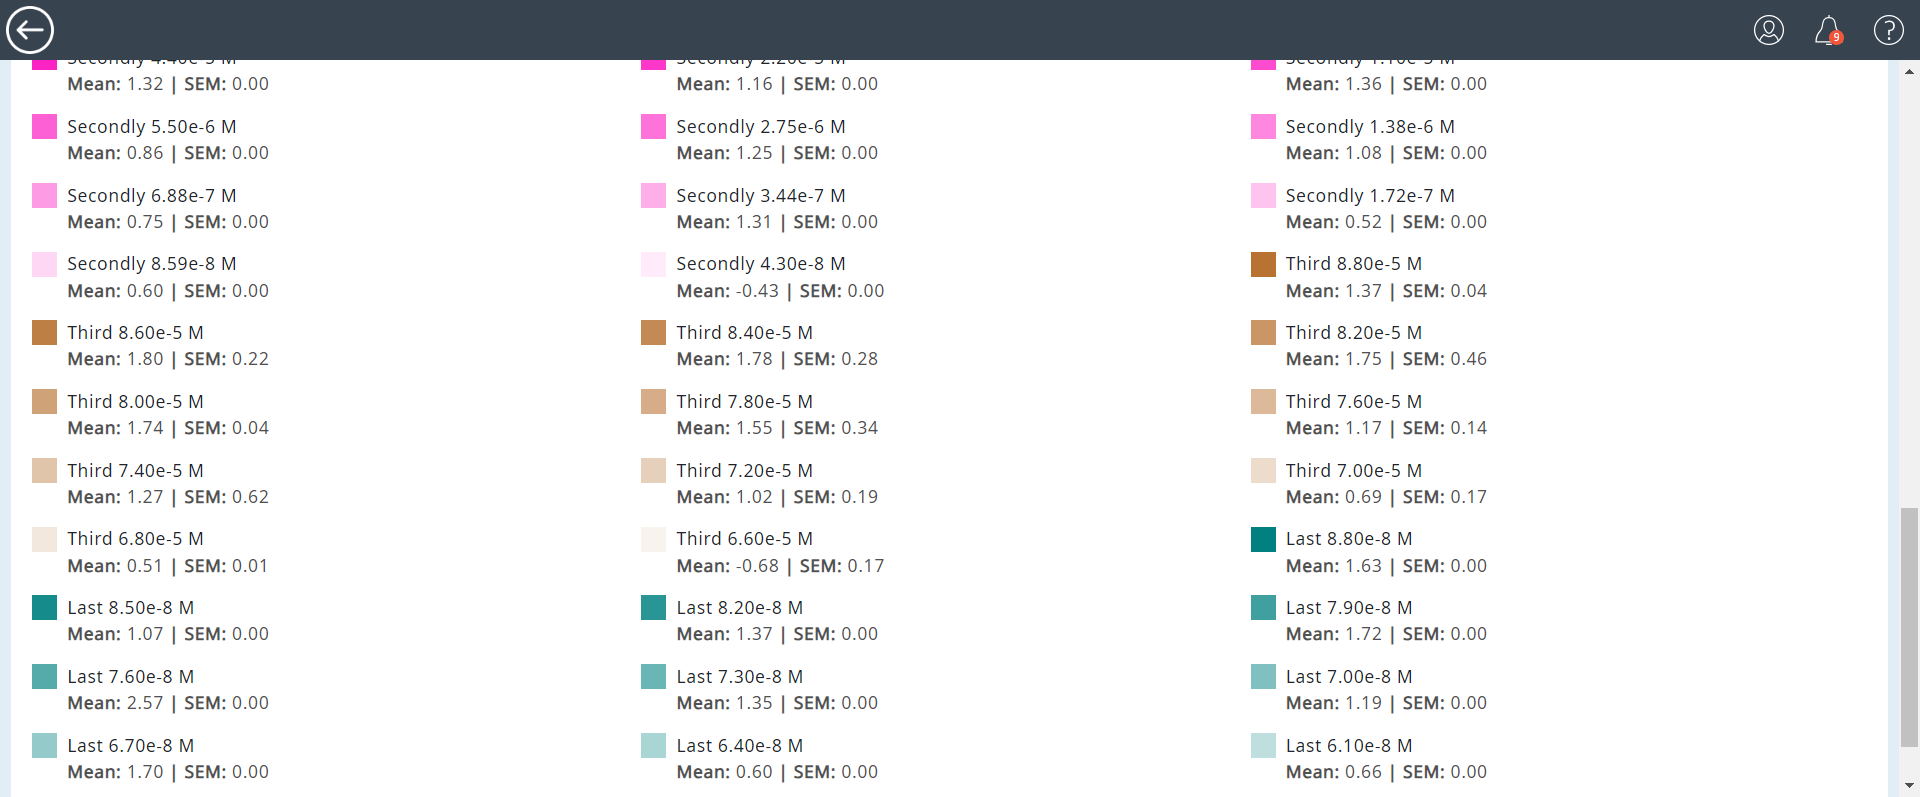 9
?
Mean: 1.32 | SEM: 0.00
Mean: 1.16 | SEM: 0.00
Mean: 1.36 | SEM: 0.00
Secondly 5.50e-6 M
Mean: 0.86 | SEM: 0.00
Secondly 2.75e-6 M
Mean: 1.25 | SEM: 0.00
Secondly 1.38e-6 M
Mean: 1.08 | SEM: 0.00
Secondly 6.88e-7 M
Mean: 0.75 | SEM: 0.00
Secondly 3.44e-7 M
Mean: 1.31 | SEM: 0.00
Secondly 1.72e-7 M
Mean: 0.52 | SEM: 0.00
Secondly 8.59e-8 M
Mean: 0.60 | SEM: 0.00
Secondly 4.30e-8 M
Mean: -0.43 | SEM: 0.00
Third 8.80e-5 M
Mean: 1.37 | SEM: 0.04
Third 8.60e-5 M
Mean: 1.80 | SEM: 0.22
Third 8.40e-5 M
Mean: 1.78 | SEM: 0.28
Third 8.20e-5 M
Mean: 1.75 | SEM: 0.46
Third 8.00e-5 M
Mean: 1.74 | SEM: 0.04
Third 7.80e-5 M
Mean: 1.55 | SEM: 0.34
Third 7.60e-5 M
Mean: 1.17 | SEM: 0.14
Third 7.40e-5 M
Mean: 1.27 | SEM: 0.62
Third 7.20e-5 M
Mean: 1.02 | SEM: 0.19
Third 7.00e-5 M
Mean: 0.69 | SEM: 0.17
Third 6.80e-5 M
Mean: 0.51 | SEM: 0.01
Third 6.60e-5 M
Mean: -0.68 | SEM: 0.17
Last 8.80e-8 M
Mean: 1.63 | SEM: 0.00
Last 8.50e-8 M
Mean: 1.07 | SEM: 0.00
Last 8.20e-8 M
Mean: 1.37 | SEM: 0.00
Last 7.90e-8 M
Mean: 1.72 | SEM: 0.00
Last 7.60e-8 M
Mean: 2.57 | SEM: 0.00
Last 7.30e-8 M
Mean: 1.35 | SEM: 0.00
Last 7.00e-8 M
Mean: 1.19 | SEM: 0.00
Last 6.70e-8 M
Mean: 1.70 | SEM: 0.00
Last 6.40e-8 M
Mean: 0.60 | SEM: 0.00
Last 6.10e-8 M
Mean: 0.66 | SEM: 0.00